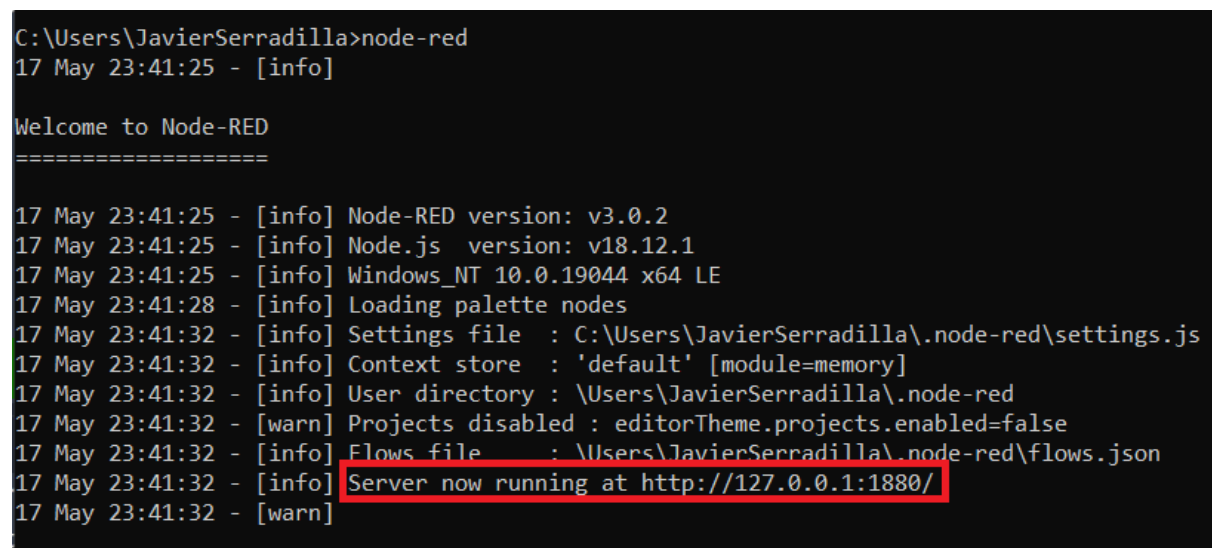 C:\Users\JavierSerradilla>node-red
17 May 23:41:25 - [info]
Welcome to Node-RED
===================
17 May 23:41:25 - [info] Node-RED version: v3.0.2
17 May 23:41:25 - [info] Node.js  version: v18.12.1
17 May 23:41:25 - [info] Windows_NT 10.0.19044 x64 LE
17 May 23:41:28 - [info] Loading palette nodes
17 May 23:41:32 - [info] Settings file  : C:\Users\JavierSerradilla\.node-red\settings.js
17 May 23:41:32 - [info] Context store  : 'default' [module=memory]
17 May 23:41:32 - [info] User directory : \Users\JavierSerradilla\.node-red
17 May 23:41:32 - [warn] Projects disabled : editorTheme.projects.enabled=false
17 May 23:41:32 - [info] Flows file     : \Users\JavierSerradilla\.node-red\flows.json
17 May 23:41:32 - [info] Server now running at http://127.0.0.1:1880/
17 May 23:41:32 - [warn]